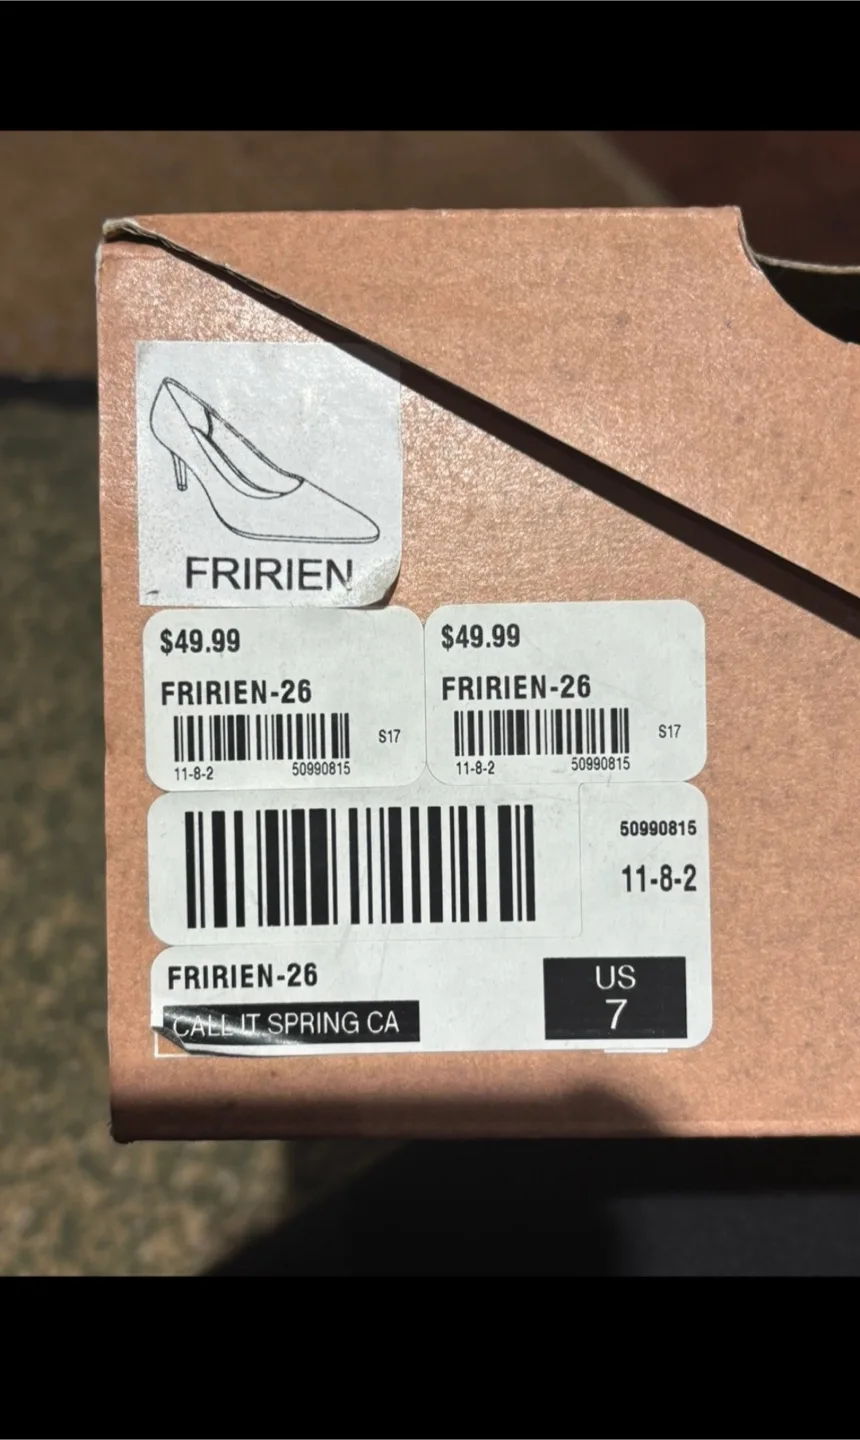 FRIRIEN
$49.99
FRIRIEN-26
S17
11-8-2 50990815
$49.99
FRIRIEN-26
S17
11-8-2 50990815
50990815
11-8-2
FRIRIEN-26
CALL IT SPRING CA
US
7